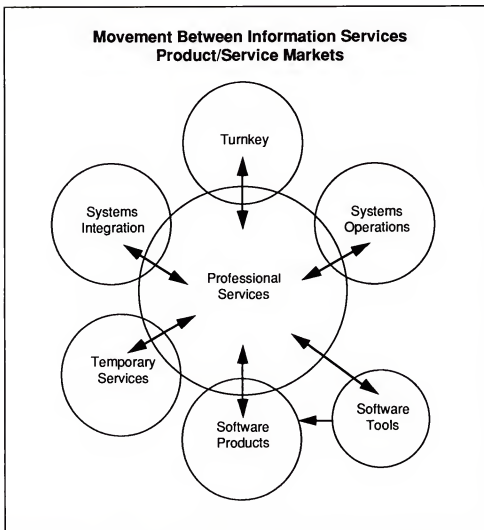 Movement Between Information Services
Product/Service Markets
Turnkey
Systems
Integration
Systems
Operations
Professional
Services
Temporary
Services
Software
Products
Software
Tools